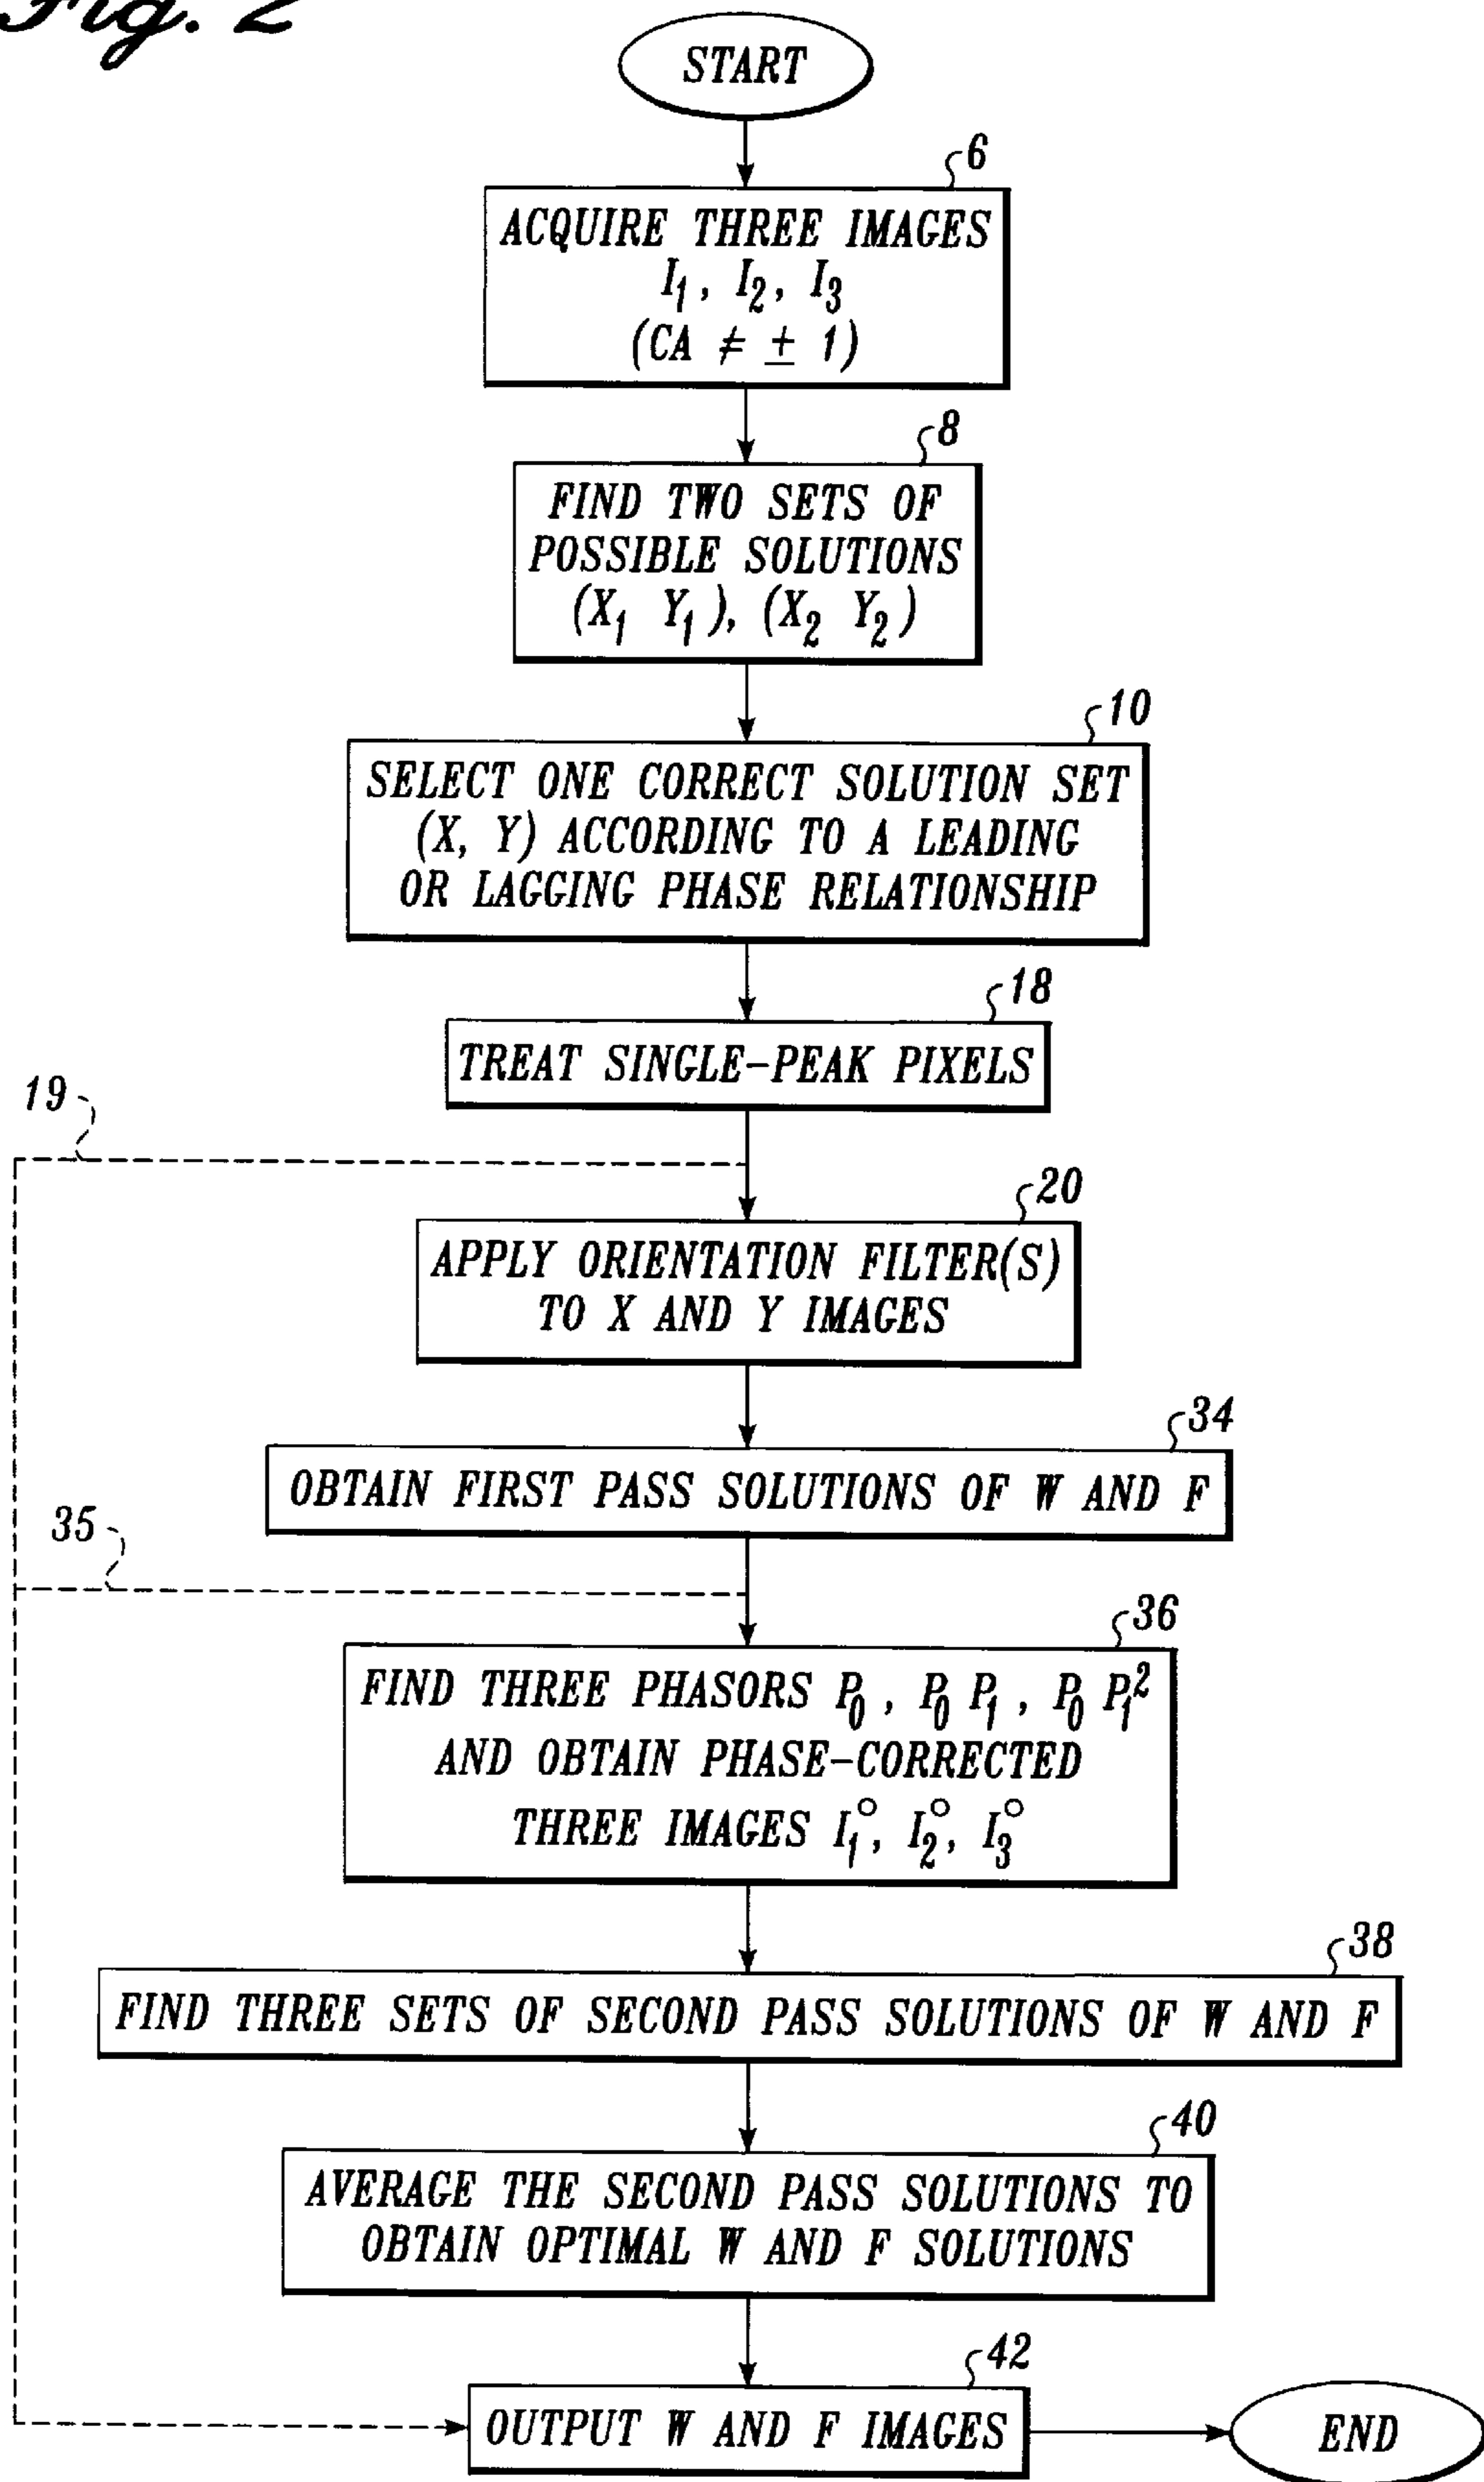 Fig. 2
START
6
ACQUIRE THREE IMAGES
I₁, I₂, I₃
(CA ≠ ± 1)
8
FIND TWO SETS OF
POSSIBLE SOLUTIONS
(X₁ Y₁), (X₂ Y₂)
10
SELECT ONE CORRECT SOLUTION SET
(X, Y) ACCORDING TO A LEADING
OR LAGGING PHASE RELATIONSHIP
18
TREAT SINGLE-PEAK PIXELS
19
20
APPLY ORIENTATION FILTER(S)
TO X AND Y IMAGES
34
OBTAIN FIRST PASS SOLUTIONS OF W AND F
35
36
FIND THREE PHASORS P₀, P₀ P₁, P₀ P₁²
AND OBTAIN PHASE-CORRECTED
THREE IMAGES I₁°, I₂°, I₃°
38
FIND THREE SETS OF SECOND PASS SOLUTIONS OF W AND F
40
AVERAGE THE SECOND PASS SOLUTIONS TO
OBTAIN OPTIMAL W AND F SOLUTIONS
42
OUTPUT W AND F IMAGES
END